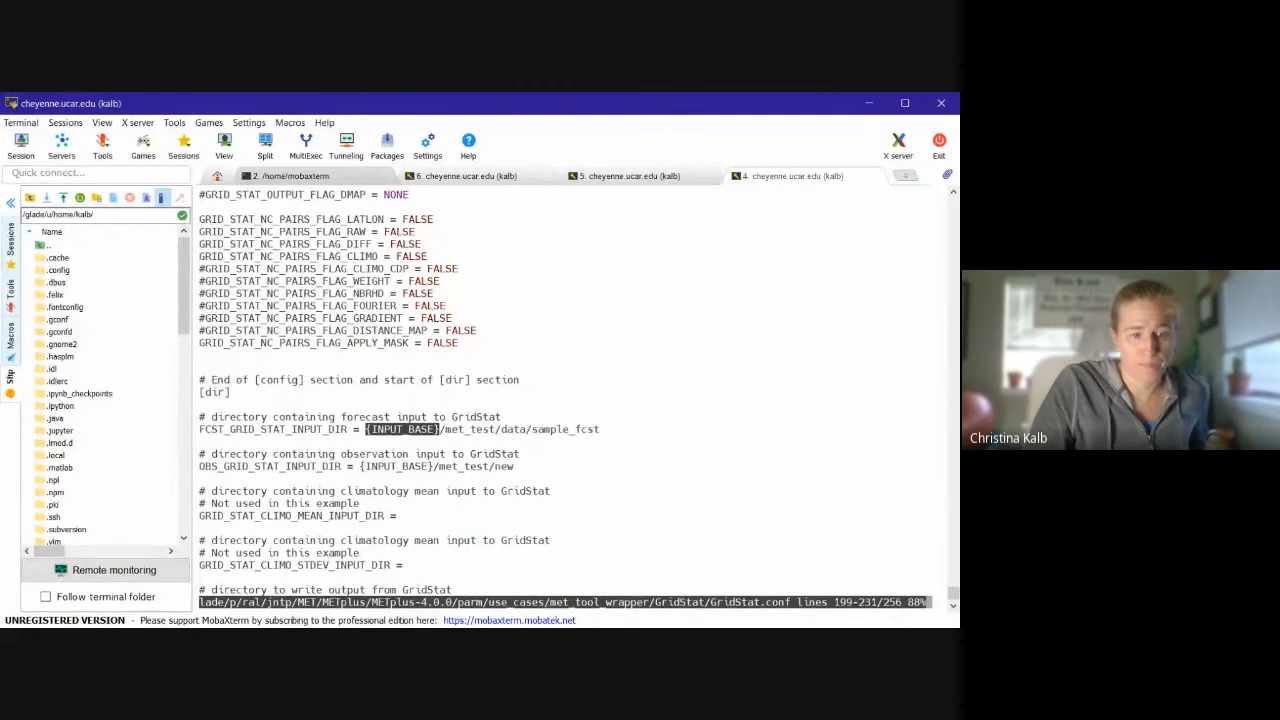 cheyenne.ucar.edu (kalb)
Terminal Sessions View X server Tools Games Settings Macros Help
Session Servers Tools Games Sessions View Split MultiExec Tunneling Packages Settings Help X server Exit
Quick connect...
2. /home/mobaxterm
6. cheyenne.ucar.edu (kalb)
5. cheyenne.ucar.edu (kalb)
4. cheyenne.ucar.edu (kalb)
Sessions
Tools
Macros
Sftp
/glade/u/home/kalb/
Name
..
.cache
.config
.dbus
.felix
.fontconfig
.gconf
.gconfd
.gnome2
.hasplm
.idl
.idlerc
.ipynb_checkpoints
.ipython
.java
.jupyter
.lmod.d
.local
.matlab
.npl
.npm
.pki
.ssh
.subversion
.vim
Remote monitoring
Follow terminal folder
#GRID_STAT_OUTPUT_FLAG_DMAP = NONE
GRID_STAT_NC_PAIRS_FLAG_LATLON = FALSE
GRID_STAT_NC_PAIRS_FLAG_RAW = FALSE
GRID_STAT_NC_PAIRS_FLAG_DIFF = FALSE
GRID_STAT_NC_PAIRS_FLAG_CLIMO = FALSE
#GRID_STAT_NC_PAIRS_FLAG_CLIMO_CDP = FALSE
#GRID_STAT_NC_PAIRS_FLAG_WEIGHT = FALSE
#GRID_STAT_NC_PAIRS_FLAG_NBRHD = FALSE
#GRID_STAT_NC_PAIRS_FLAG_FOURIER = FALSE
#GRID_STAT_NC_PAIRS_FLAG_GRADIENT = FALSE
#GRID_STAT_NC_PAIRS_FLAG_DISTANCE_MAP = FALSE
GRID_STAT_NC_PAIRS_FLAG_APPLY_MASK = FALSE
# End of [config] section and start of [dir] section
[dir]
# directory containing forecast input to GridStat
FCST_GRID_STAT_INPUT_DIR = {INPUT_BASE}/met_test/data/sample_fcst
# directory containing observation input to GridStat
OBS_GRID_STAT_INPUT_DIR = {INPUT_BASE}/met_test/new
# directory containing climatology mean input to GridStat
# Not used in this example
GRID_STAT_CLIMO_MEAN_INPUT_DIR =
# directory containing climatology mean input to GridStat
# Not used in this example
GRID_STAT_CLIMO_STDEV_INPUT_DIR =
# directory to write output from GridStat
lade/p/ral/jntp/MET/METplus/METplus-4.0.0/parm/use_cases/met_tool_wrapper/GridStat/GridStat.conf lines 199-231/256 88%
UNREGISTERED VERSION - Please support MobaXterm by subscribing to the professional edition here: https://mobaxterm.mobatek.net
Christina Kalb